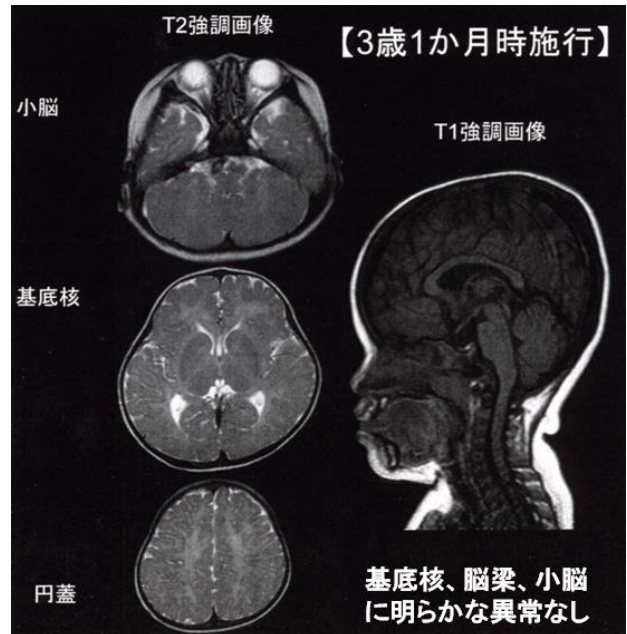 T2強調画像
【3歳1か月時施行】
小脳
T1強調画像
基底核
円蓋
基底核、脳梁、小脳
に明らかな異常なし